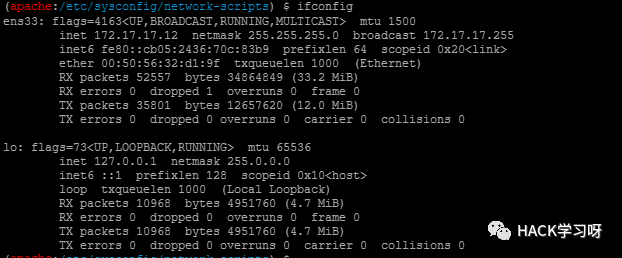 (apache:/etc/sysconfig/network-scripts) $ ifconfig
ens33: flags=4163<UP,BROADCAST,RUNNING,MULTICAST>  mtu 1500
inet 172.17.17.12  netmask 255.255.255.0  broadcast 172.17.17.255
inet6 fe80::cb05:2436:70c:83b9  prefixlen 64  scopeid 0x20<link>
ether 00:50:56:32:d1:9f  txqueuelen 1000  (Ethernet)
RX packets 52557  bytes 34864849 (33.2 MiB)
RX errors 0  dropped 1  overruns 0  frame 0
TX packets 35801  bytes 12657620 (12.0 MiB)
TX errors 0  dropped 0 overruns 0  carrier 0  collisions 0
lo: flags=73<UP,LOOPBACK,RUNNING>  mtu 65536
inet 127.0.0.1  netmask 255.0.0.0
inet6 ::1  prefixlen 128  scopeid 0x10<host>
loop  txqueuelen 1000  (Local Loopback)
RX packets 10968  bytes 4951760 (4.7 MiB)
RX errors 0  dropped 0  overruns 0  frame 0
TX packets 10968  bytes 4951760 (4.7 MiB)
TX errors 0  dropped 0 overruns 0  carrier 0  collisions 0
HACK学习呀
(apache:/etc/sysconfig/network-scripts) $